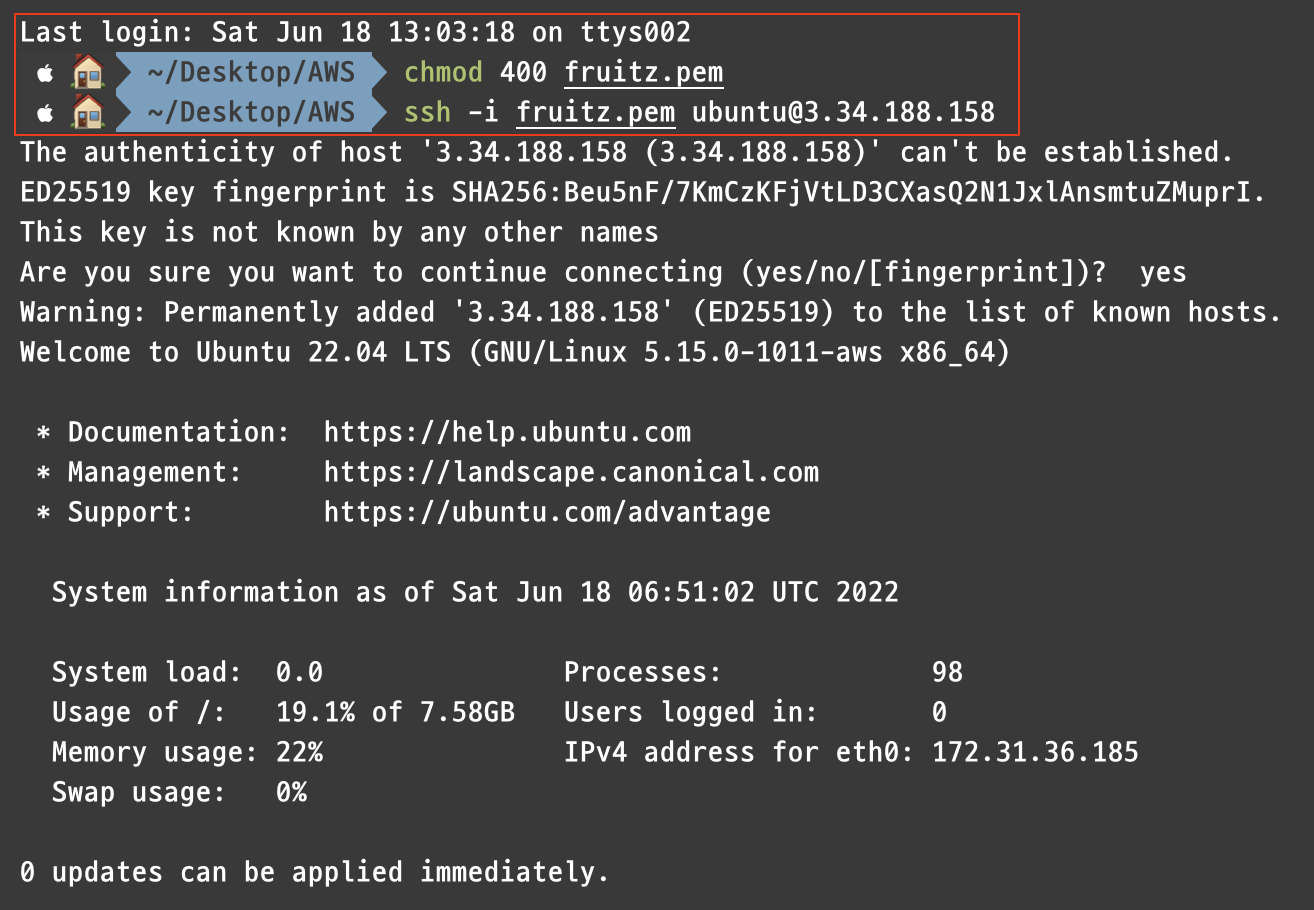 Last login: Sat Jun 18 13:03:18 on ttys002
~/Desktop/AWS chmod 400 fruitz.pem
~/Desktop/AWS ssh -i fruitz.pem ubuntu@3.34.188.158
The authenticity of host '3.34.188.158 (3.34.188.158)' can't be established.
ED25519 key fingerprint is SHA256:Beu5nF/7KmCzKFjVtLD3CXasQ2N1JxlAnsmtuZMuprI.
This key is not known by any other names
Are you sure you want to continue connecting (yes/no/[fingerprint])?  yes
Warning: Permanently added '3.34.188.158' (ED25519) to the list of known hosts.
Welcome to Ubuntu 22.04 LTS (GNU/Linux 5.15.0-1011-aws x86_64)
* Documentation:  https://help.ubuntu.com
* Management:     https://landscape.canonical.com
* Support:        https://ubuntu.com/advantage
System information as of Sat Jun 18 06:51:02 UTC 2022
System load:  0.0               Processes:             98
Usage of /:   19.1% of 7.58GB   Users logged in:       0
Memory usage: 22%               IPv4 address for eth0: 172.31.36.185
Swap usage:   0%
0 updates can be applied immediately.